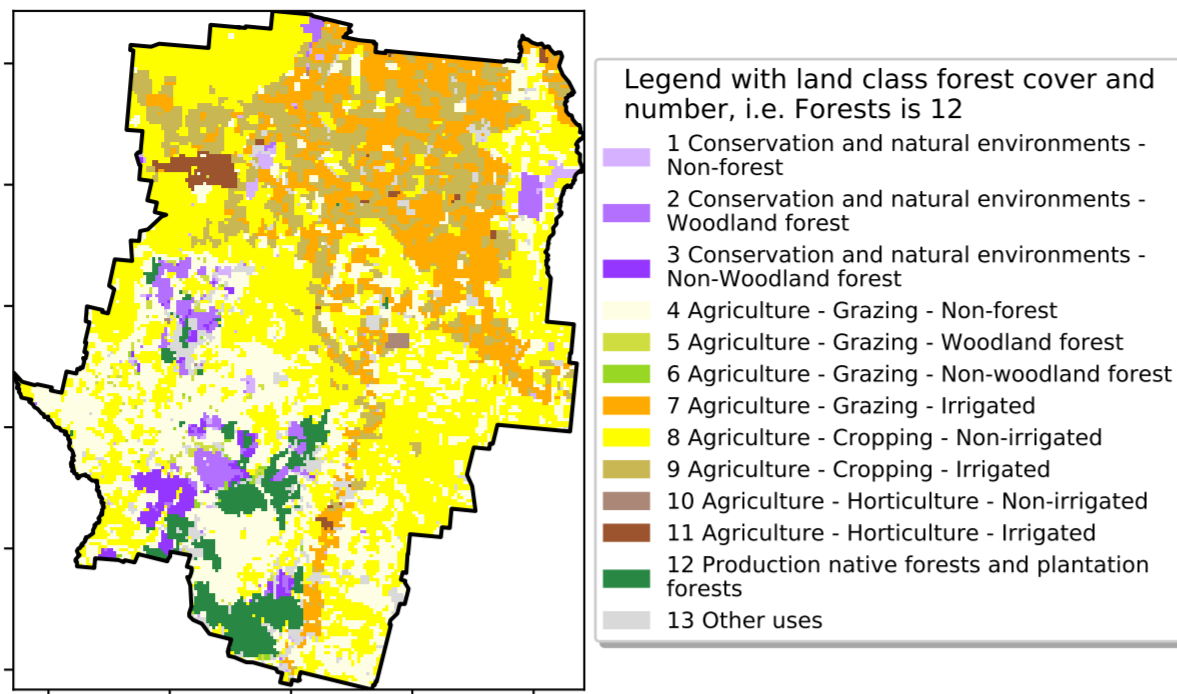 Legend with land class forest cover and
number, i.e. Forests is 12
1 Conservation and natural environments -
Non-forest
2 Conservation and natural environments -
Woodland forest
3 Conservation and natural environments -
Non-Woodland forest
4 Agriculture - Grazing - Non-forest
5 Agriculture - Grazing - Woodland forest
6 Agriculture - Grazing - Non-woodland forest
7 Agriculture - Grazing - Irrigated
8 Agriculture - Cropping - Non-irrigated
9 Agriculture - Cropping - Irrigated
10 Agriculture - Horticulture - Non-irrigated
11 Agriculture - Horticulture - Irrigated
12 Production native forests and plantation
forests
13 Other uses